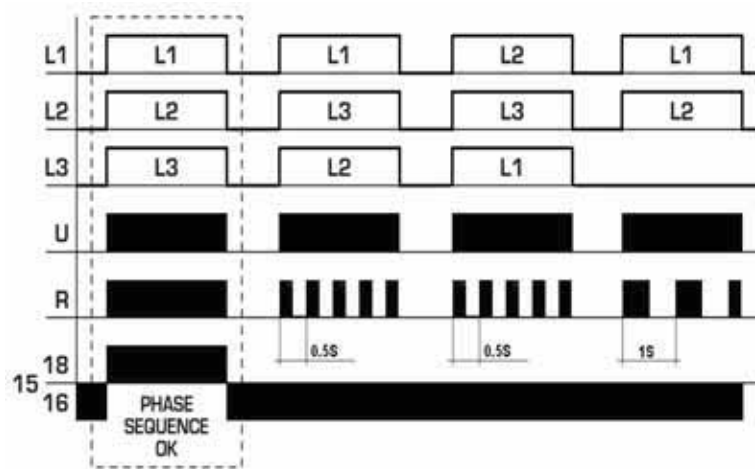 L1 L1 L1 L2 L1
L2 L2 L3 L3 L2
L3 L3 L2 L1
U
R
0.5S 0.5S 1S
18
15
16
PHASE
SEQUENCE
OK